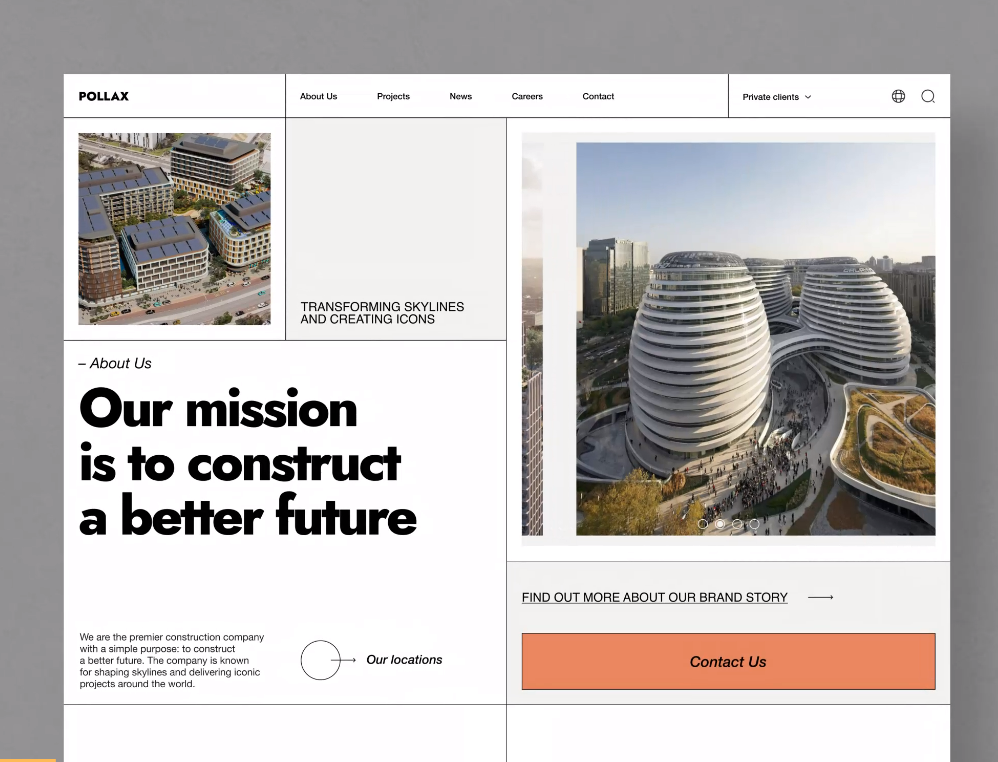 POLLAX
About Us
Projects
News
Careers
Contact
Private clients
TRANSFORMING SKYLINES
AND CREATING ICONS
– About Us
Our mission
is to construct
a better future
We are the premier construction company
with a simple purpose: to construct
a better future. The company is known
for shaping skylines and delivering iconic
projects around the world.
Our locations
FIND OUT MORE ABOUT OUR BRAND STORY
Contact Us